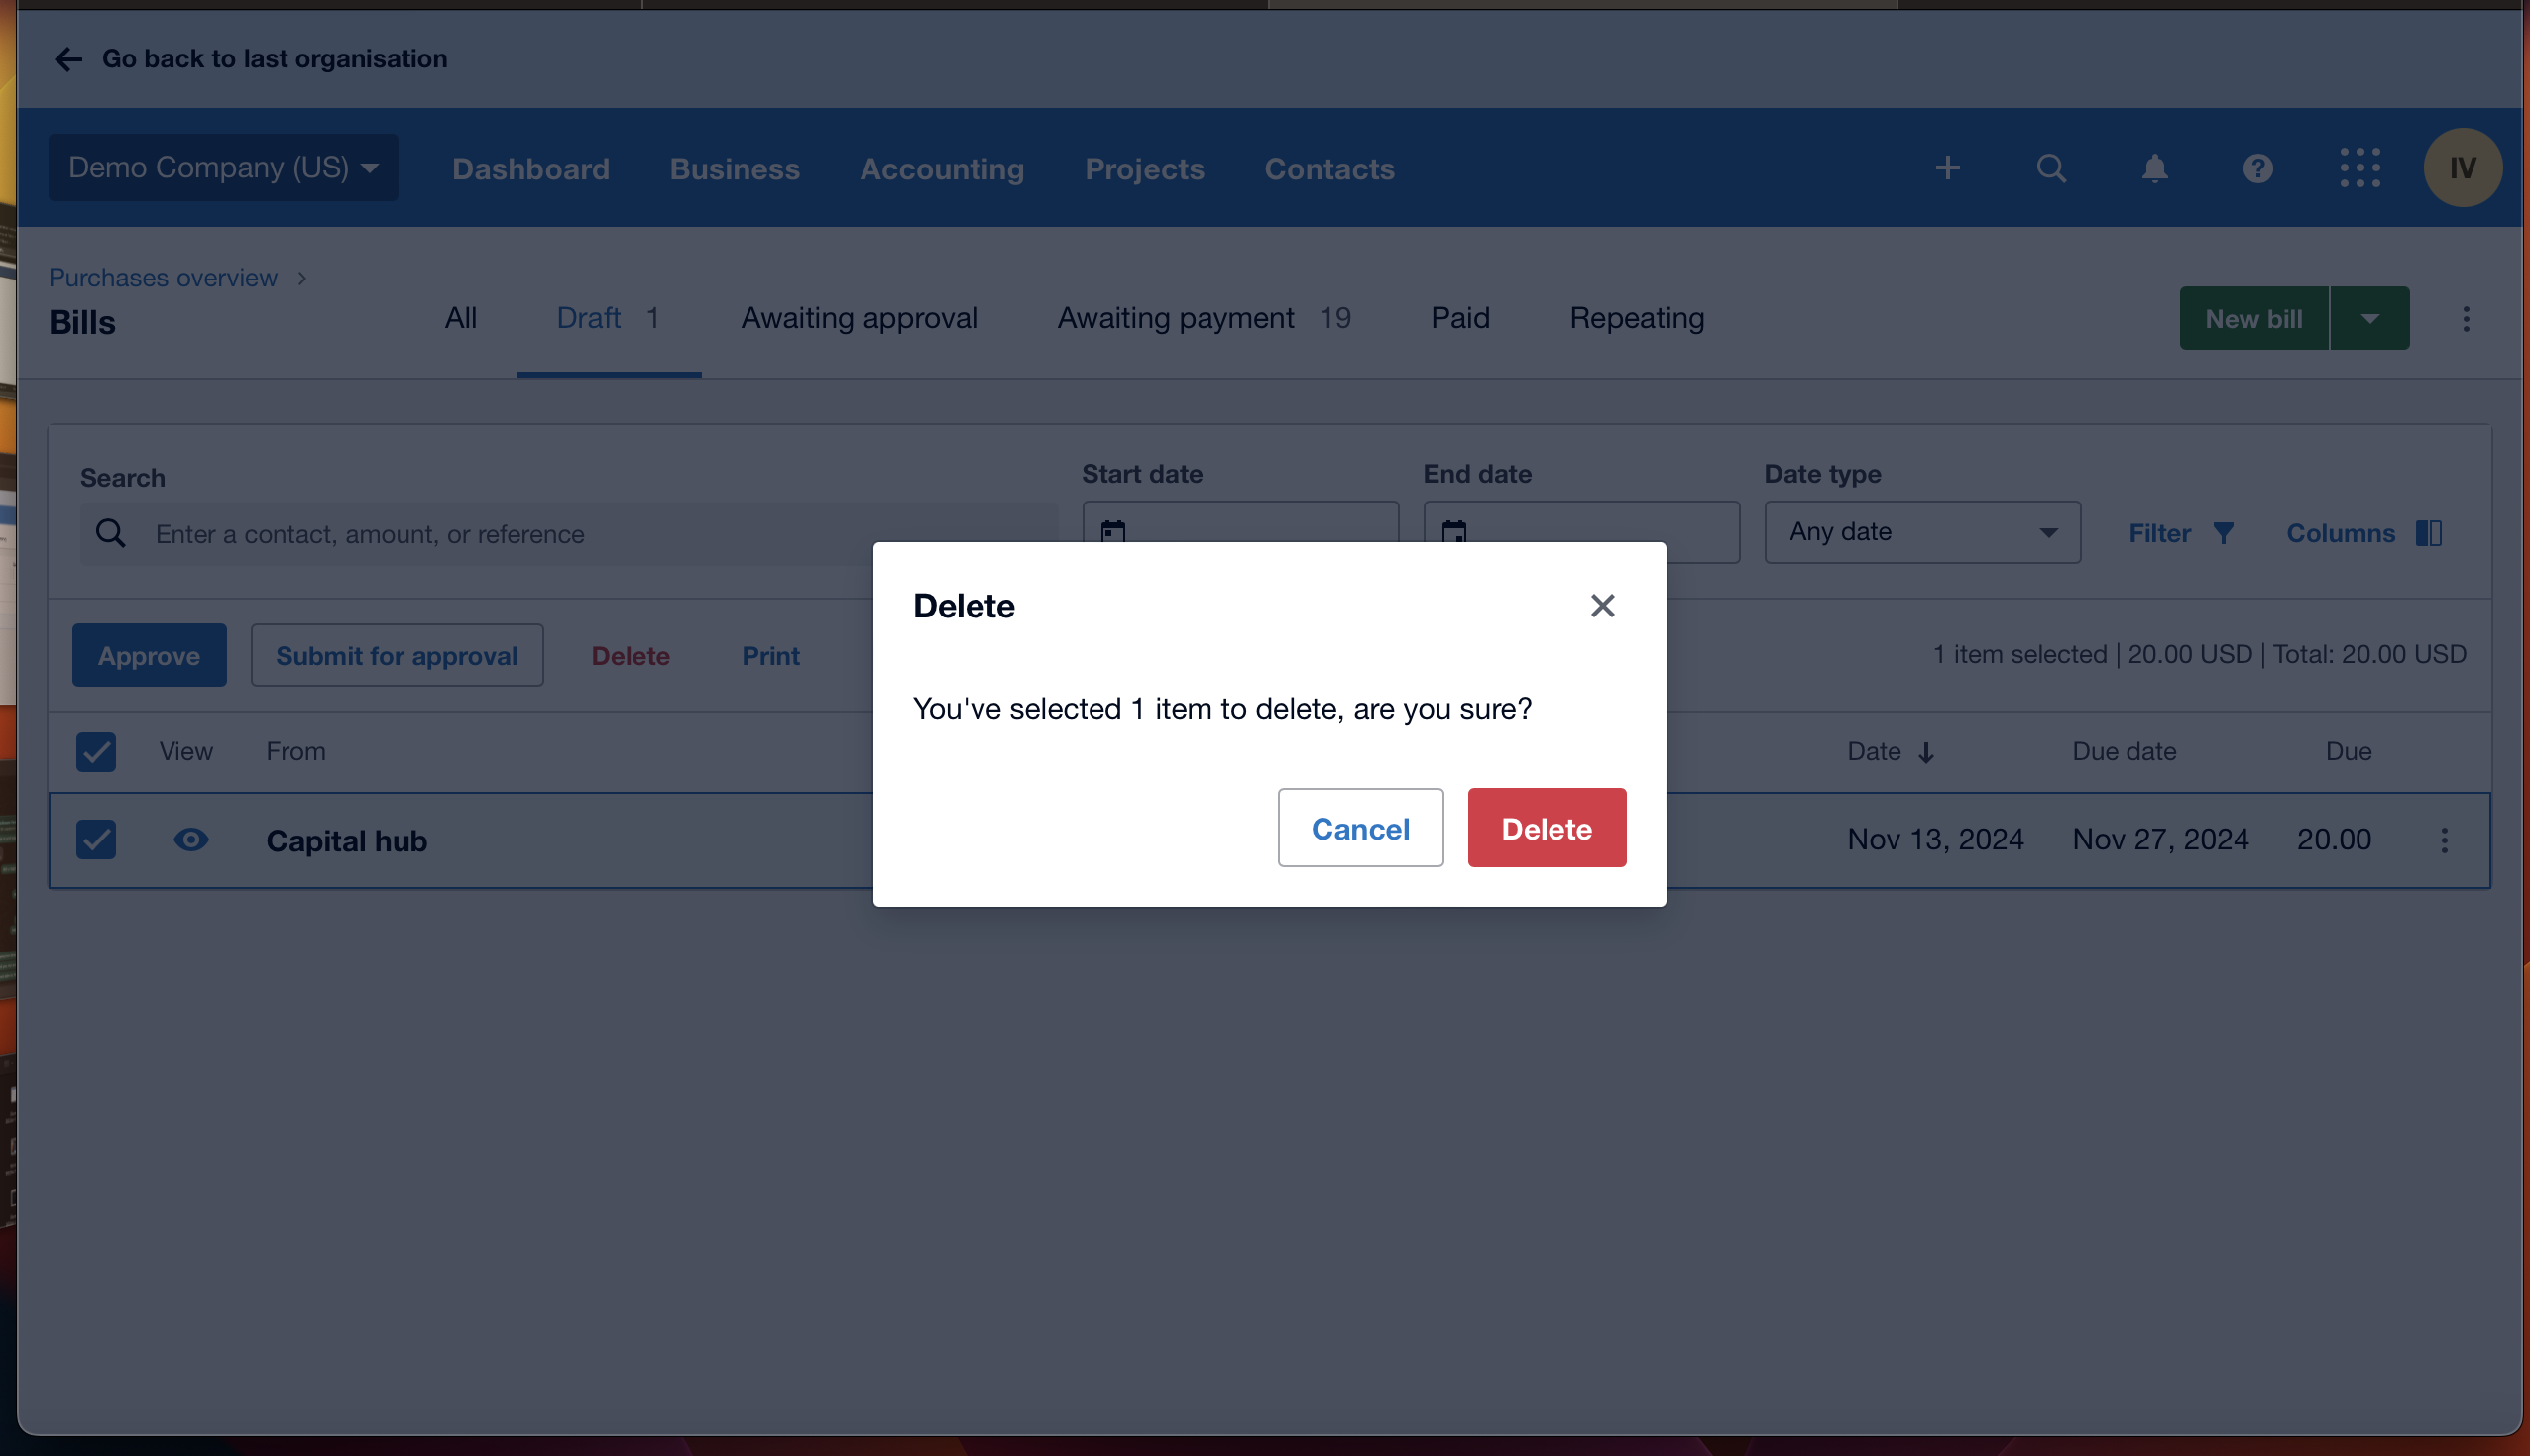 Go back to last organisation
Demo Company (US) Dashboard Business Accounting Projects Contacts IV
Purchases overview
Bills
All Draft 1 Awaiting approval Awaiting payment 19 Paid Repeating New bill
Search Start date End date Date type
Enter a contact, amount, or reference Any date Filter Columns
Delete
Approve Submit for approval Delete Print 1 item selected | 20.00 USD | Total: 20.00 USD
You've selected 1 item to delete, are you sure?
View From Date Due date Due
Cancel Delete
Capital hub Nov 13, 2024 Nov 27, 2024 20.00